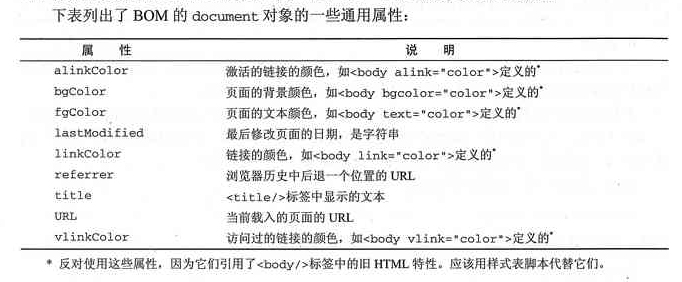 下表列出了 BOM 的 document 对象的一些通用属性：
属 性 说 明
alinkColor 激活的链接的颜色，如<body alink="color">定义的*
bgColor 页面的背景颜色，如<body bgcolor="color">定义的*
fgColor 页面的文本颜色，如<body text="color">定义的*
lastModified 最后修改页面的日期，是字符串
linkColor 链接的颜色，如<body link="color">定义的*
referrer 浏览器历史中后退一个位置的 URL
title <title/>标签中显示的文本
URL 当前载入的页面的 URL
vlinkColor 访问过的链接的颜色，如<body vlink="color">定义的*
* 反对使用这些属性，因为它们引用了<body/>标签中的旧 HTML 特性。应该用样式表脚本代替它们。